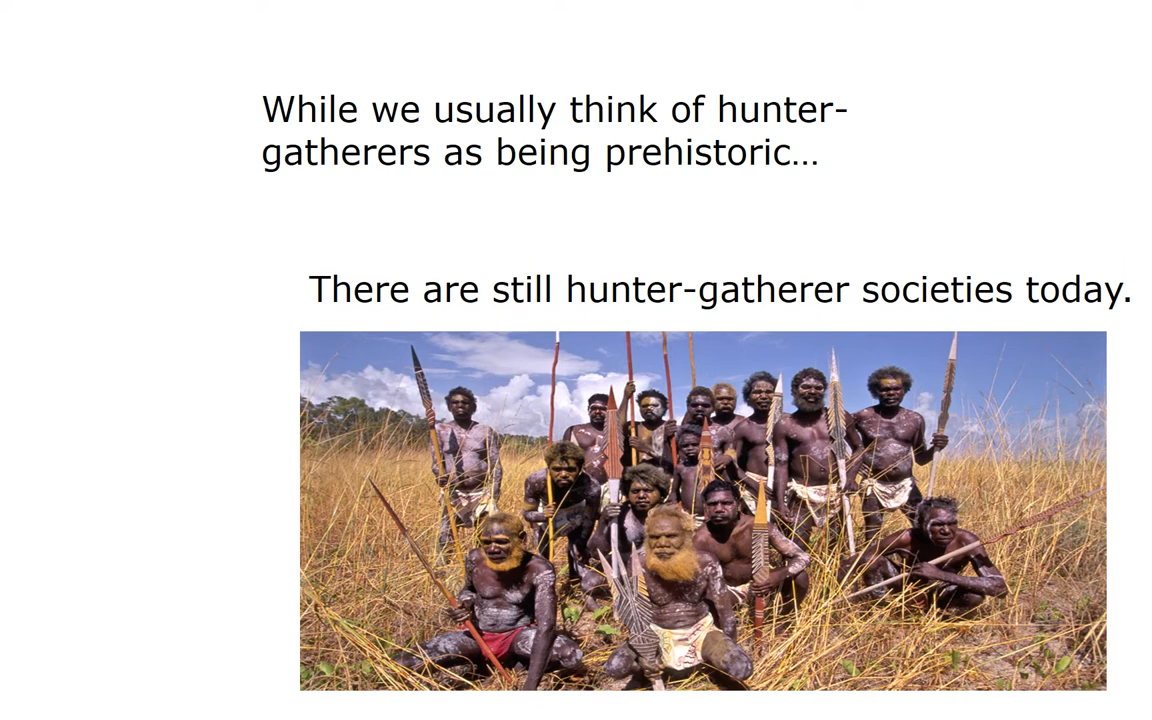 While we usually think of hunter-
gatherers as being prehistoric…
There are still hunter-gatherer societies today.